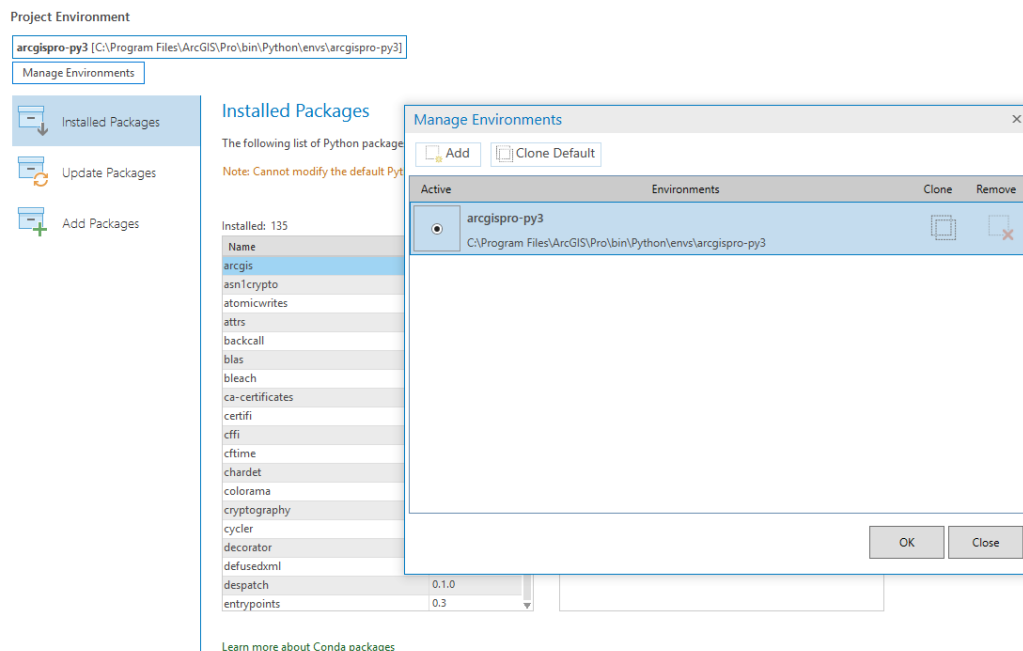 Project Environment
arcgispro-py3 [C:\Program Files\ArcGIS\Pro\bin\Python\envs\arcgispro-py3]
Manage Environments
Installed Packages
Update Packages
Add Packages
Installed Packages
The following list of Python package
Note: Cannot modify the default Pyt
Installed: 135
Name
arcgis
asn1crypto
atomicwrites
attrs
backcall
blas
bleach
ca-certificates
certifi
cffi
cftime
chardet
colorama
cryptography
cycler
decorator
defusedxml
despatch 0.1.0
entrypoints 0.3
Learn more about Conda packages
Manage Environments
Add
Clone Default
Active Environments Clone Remove
arcgispro-py3
C:\Program Files\ArcGIS\Pro\bin\Python\envs\arcgispro-py3
OK Close